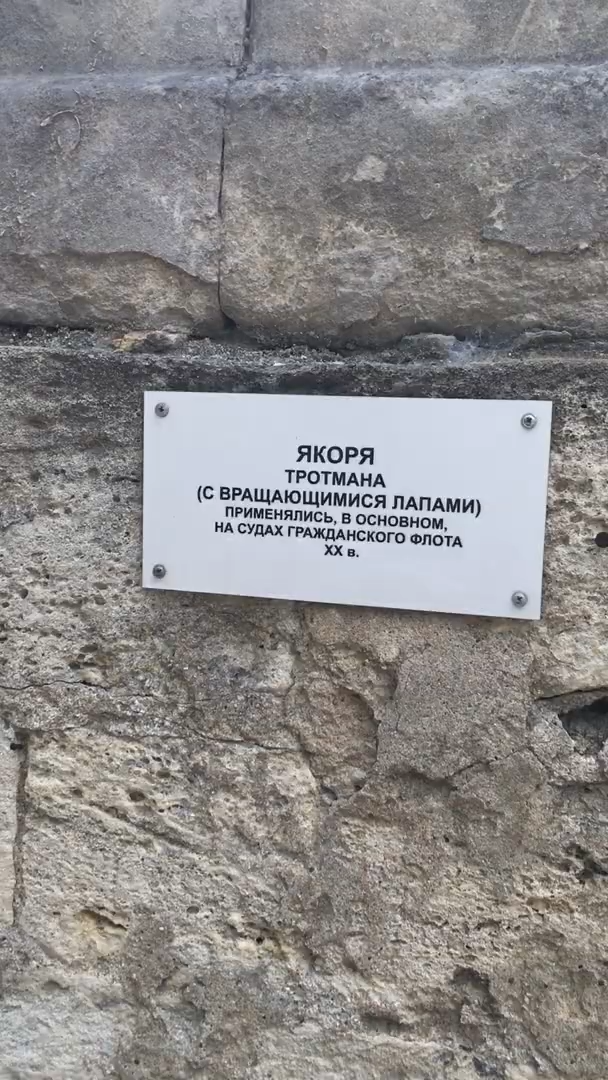 ЯКОРЯ
ТРОТМАНА
(С ВРАЩАЮЩИМИСЯ ЛАПАМИ)
ПРИМЕНЯЛИСЬ, В ОСНОВНОМ,
НА СУДАХ ГРАЖДАНСКОГО ФЛОТА
XX в.